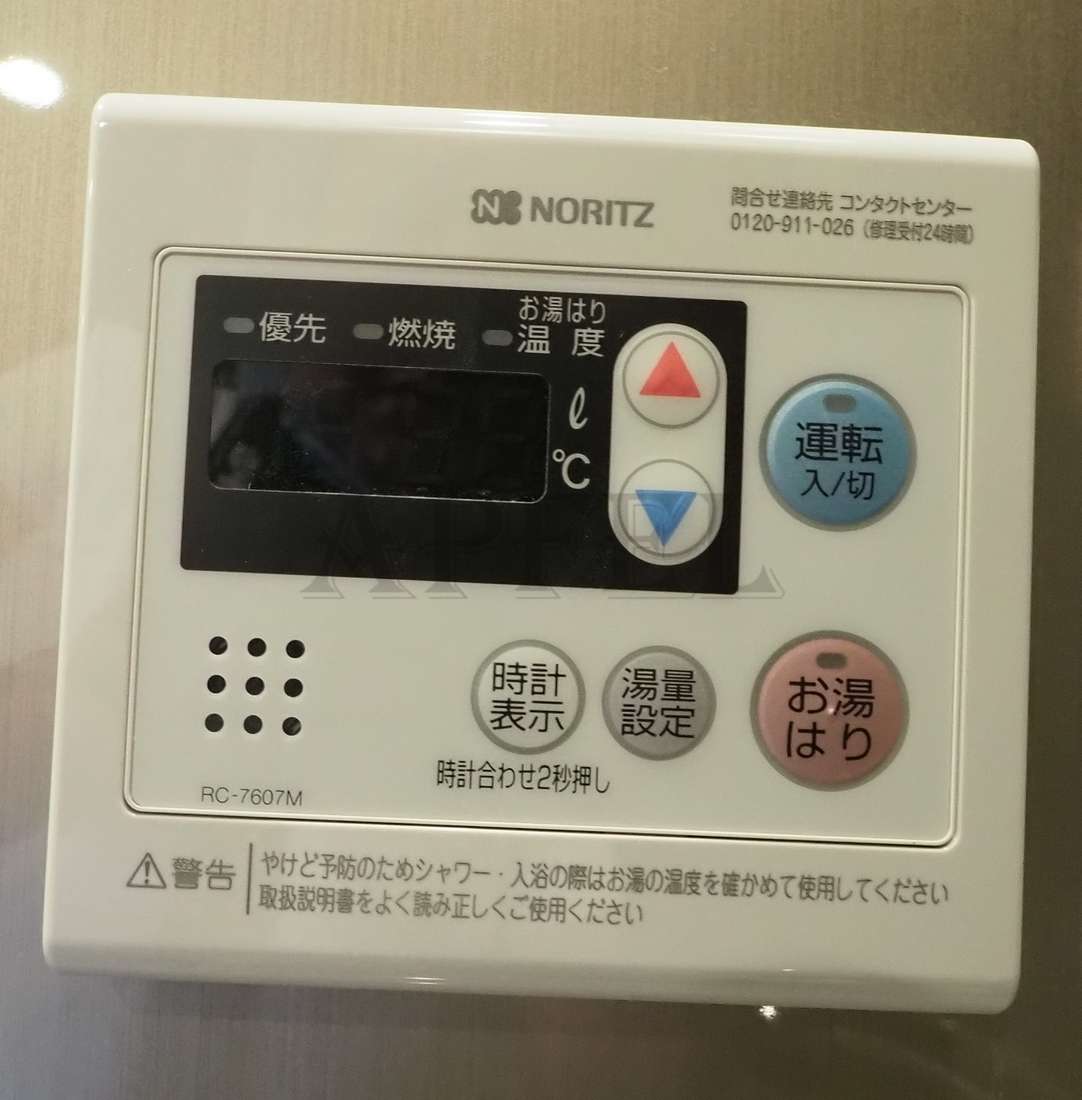 NORITZ
問合せ連絡先 コンタクトセンター
0120-911-026（修理受付24時間）
優先 燃焼 お湯はり
温度
ℓ
℃
運転
入/切
時計
表示
湯量
設定
お湯
はり
時計合わせ2秒押し
RC-7607M
警告
やけど予防のためシャワー・入浴の際はお湯の温度を確かめて使用してください
取扱説明書をよく読み正しくご使用ください